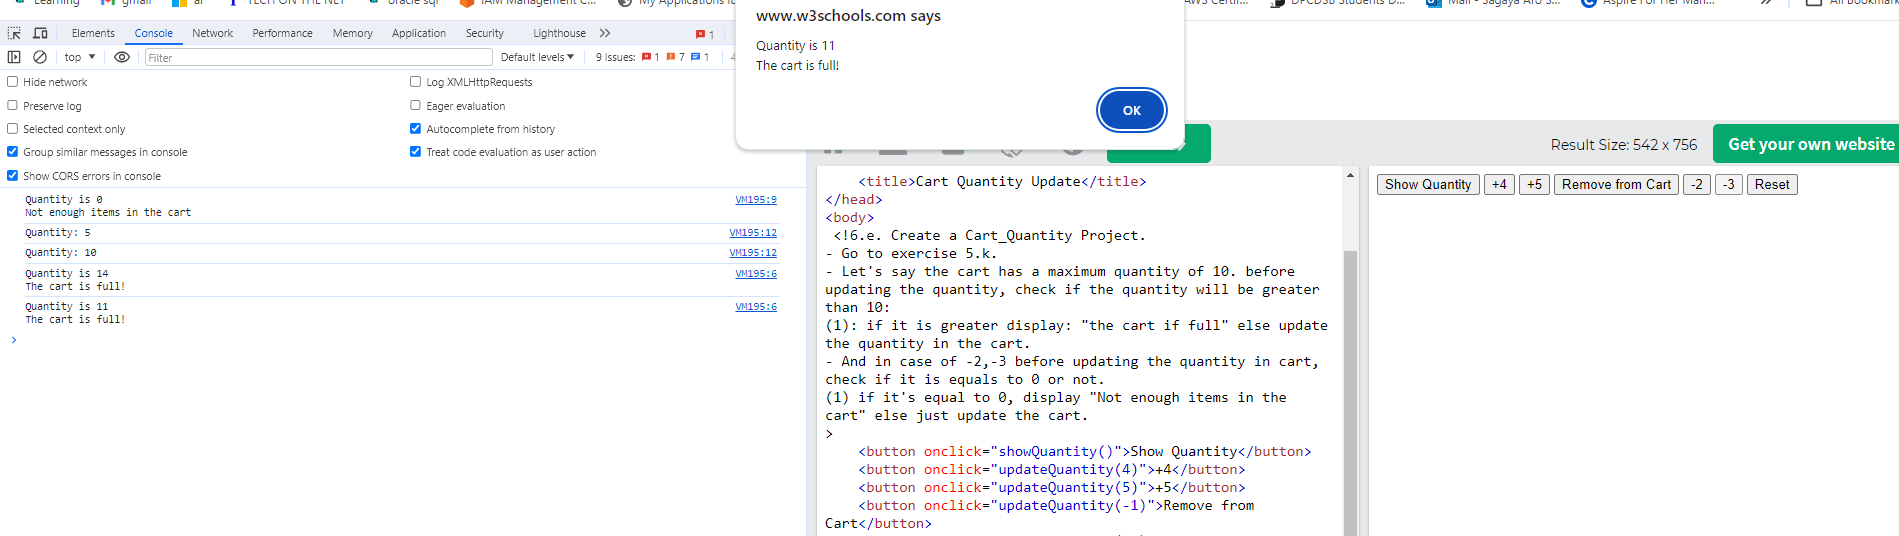 Learning
gmail
TECH ON THE NET
oracle sql
IAM Management C...
My Applications
AWS Certif...
DPCDSB Students D...
Mail - Sagaya Aro S...
Aspire For Her Man...
All Bookmark
www.w3schools.com says
Quantity is 11
The cart is full!
OK
Elements Console Network Performance Memory Application Security Lighthouse 1
top Filter Default levels 9 Issues: 1 7 1
Hide network
Log XMLHttpRequests
Preserve log
Eager evaluation
Selected context only
Autocomplete from history
Group similar messages in console
Treat code evaluation as user action
Show CORS errors in console
Quantity is 0 VM195:9
Not enough items in the cart
Quantity: 5 VM195:12
Quantity: 10 VM195:12
Quantity is 14 VM195:6
The cart is full!
Quantity is 11 VM195:6
The cart is full!
>
Result Size: 542 x 756
Get your own website
<title>Cart Quantity Update</title>
</head>
<body>
<!6.e. Create a Cart_Quantity Project.
- Go to exercise 5.k.
- Let's say the cart has a maximum quantity of 10. before
updating the quantity, check if the quantity will be greater
than 10:
(1): if it is greater display: "the cart if full" else update
the quantity in the cart.
- And in case of -2,-3 before updating the quantity in cart,
check if it is equals to 0 or not.
(1) if it's equal to 0, display "Not enough items in the
cart" else just update the cart.
>
<button onclick="showQuantity()">Show Quantity</button>
<button onclick="updateQuantity(4)">+4</button>
<button onclick="updateQuantity(5)">+5</button>
<button onclick="updateQuantity(-1)">Remove from
Cart</button>
Show Quantity +4 +5 Remove from Cart -2 -3 Reset